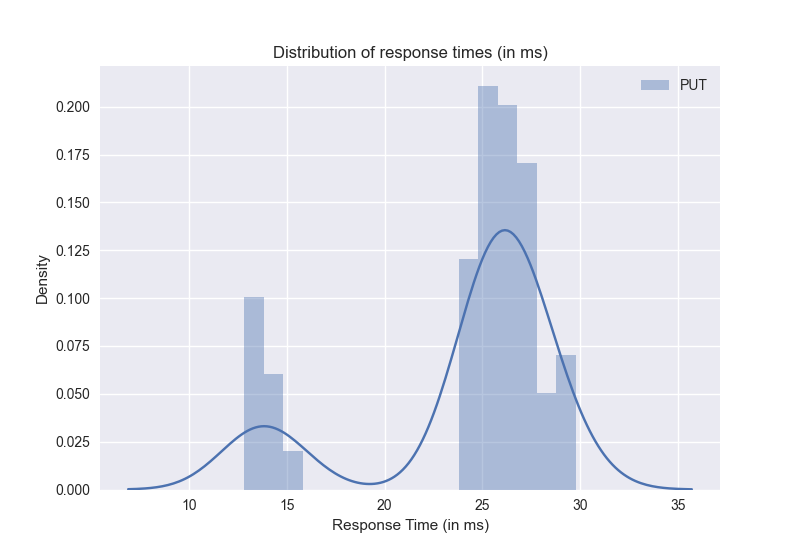 Distribution of response times (in ms)
PUT
0.200
0.175
0.150
0.125
0.100
0.075
0.050
0.025
0.000
Density
10 15 20 25 30 35
Response Time (in ms)